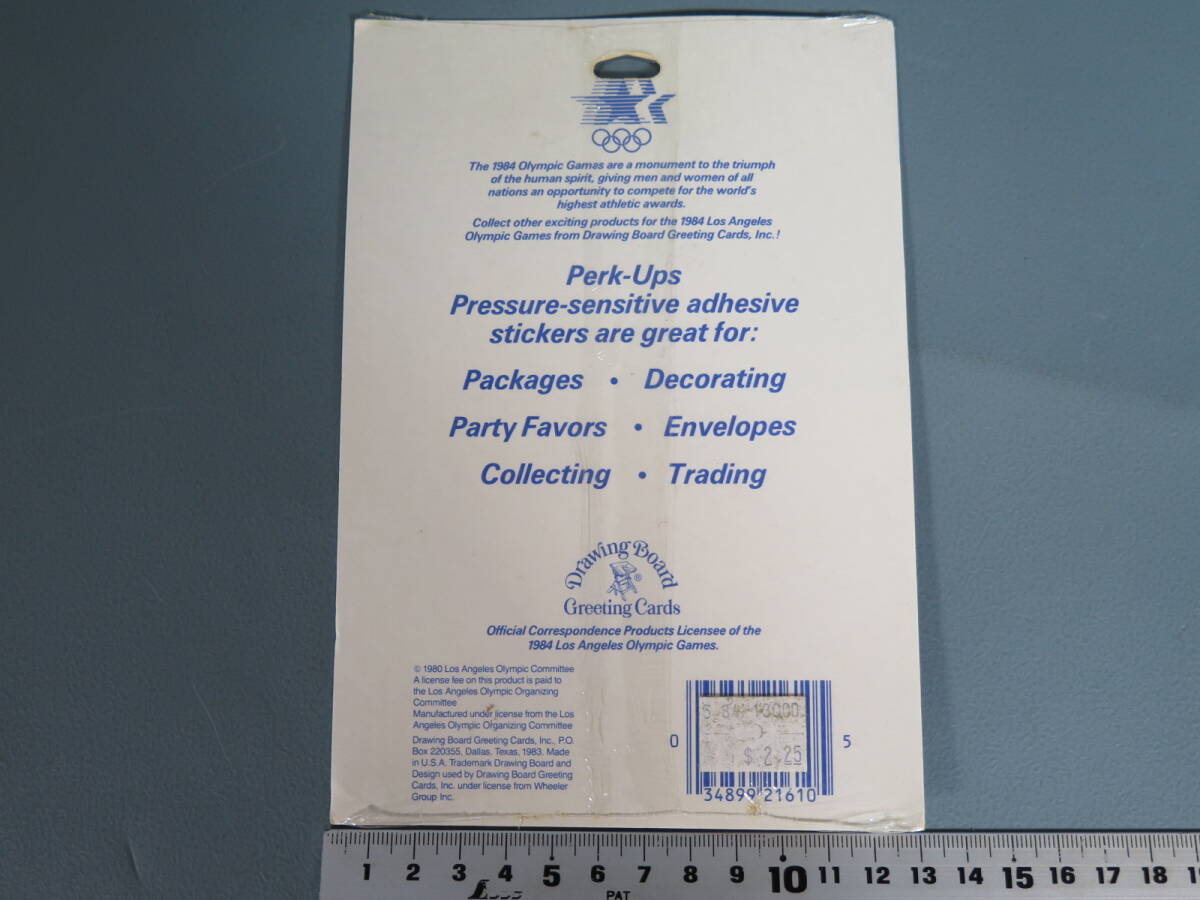 The 1984 Olympic Games are a monument to the triumph
of the human spirit, giving men and women of all
nations an opportunity to compete for the world's
highest athletic awards.
Collect other exciting products for the 1984 Los Angeles
Olympic Games from Drawing Board Greeting Cards, Inc.!
Perk-Ups
Pressure-sensitive adhesive
stickers are great for:
Packages • Decorating
Party Favors • Envelopes
Collecting • Trading
Drawing Board
®
Greeting Cards
Official Correspondence Products Licensee of the
1984 Los Angeles Olympic Games.
© 1980 Los Angeles Olympic Committee
A license fee on this product is paid to
the Los Angeles Olympic Organizing
Committee
Manufactured under license from the Los
Angeles Olympic Organizing Committee
Drawing Board Greeting Cards, Inc., P.O.
Box 220355, Dallas, Texas, 1983. Made
in U.S.A. Trademark Drawing Board and
Design used by Drawing Board Greeting
Cards, Inc. under license from Wheeler
Group Inc.
$ 2.25
0 5
34899 21610
1 2 3 4 5 6 7 8 9 10 11 12 13 14 15 16 17 18 19
PAT